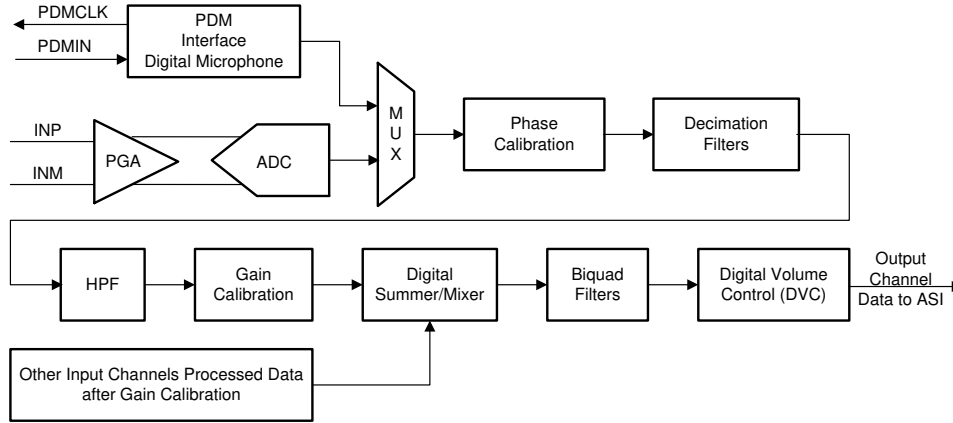 PDMCLK
PDMIN
PDM
Interface
Digital Microphone
INP
INM
PGA
ADC
M
U
X
Phase
Calibration
Decimation
Filters
HPF
Gain
Calibration
Digital
Summer/Mixer
Biquad
Filters
Digital Volume
Control (DVC)
Output
Channel
Data to ASI
Other Input Channels Processed Data
after Gain Calibration